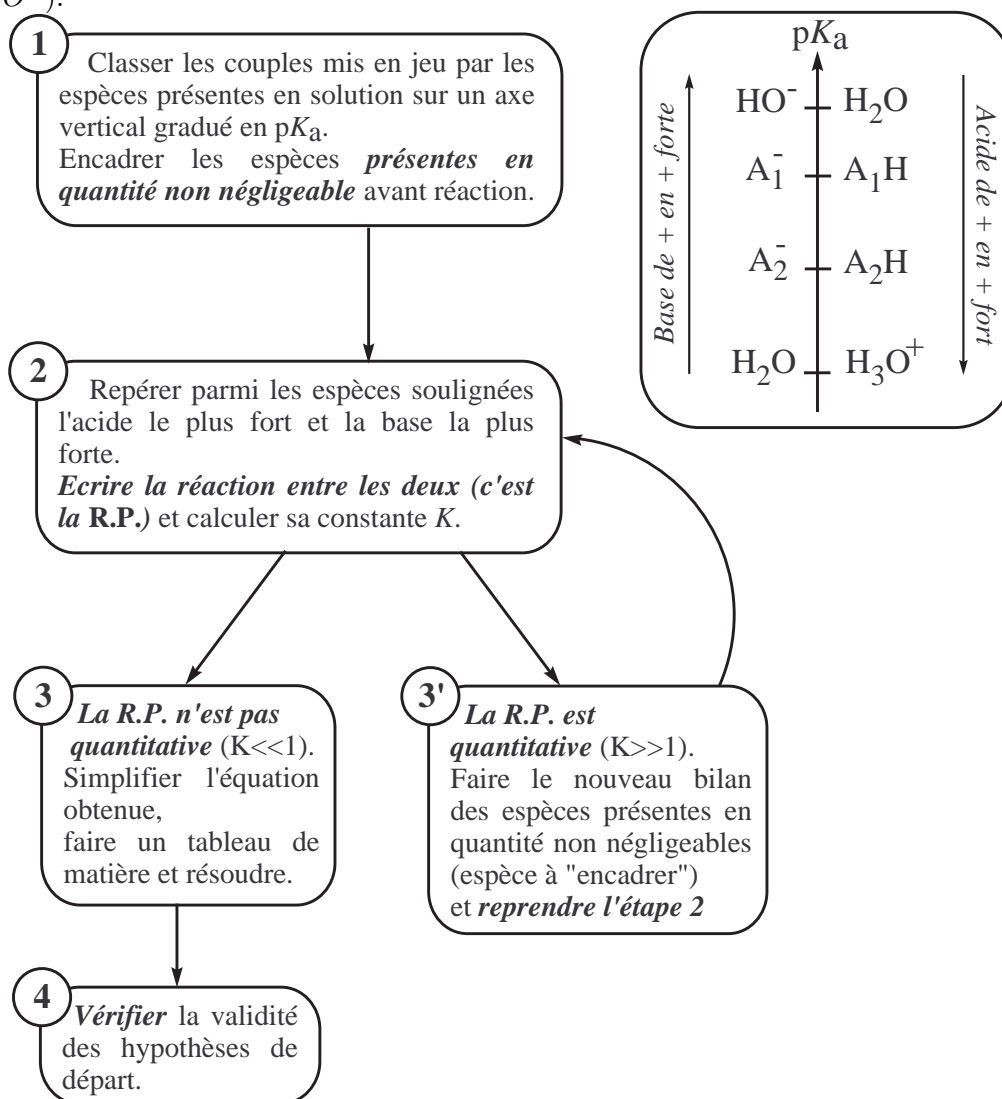 O⁻).
1
Classer les couples mis en jeu par les
espèces présentes en solution sur un axe
vertical gradué en pKa.
Encadrer les espèces présentes en
quantité non négligeable avant réaction.
pKa
HO⁻ H₂O
A₁⁻ A₁H
A₂⁻ A₂H
H₂O H₃O⁺
Base de + en + forte
Acide de + en + fort
2
Repérer parmi les espèces soulignées
l'acide le plus fort et la base la plus
forte.
Ecrire la réaction entre les deux (c'est
la R.P.) et calculer sa constante K.
3
La R.P. n'est pas
quantitative (K<<1).
Simplifier l'équation
obtenue,
faire un tableau de
matière et résoudre.
3'
La R.P. est
quantitative (K>>1).
Faire le nouveau bilan
des espèces présentes en
quantité non négligeables
(espèce à "encadrer")
et reprendre l'étape 2
4
Vérifier la validité
des hypothèses de
départ.